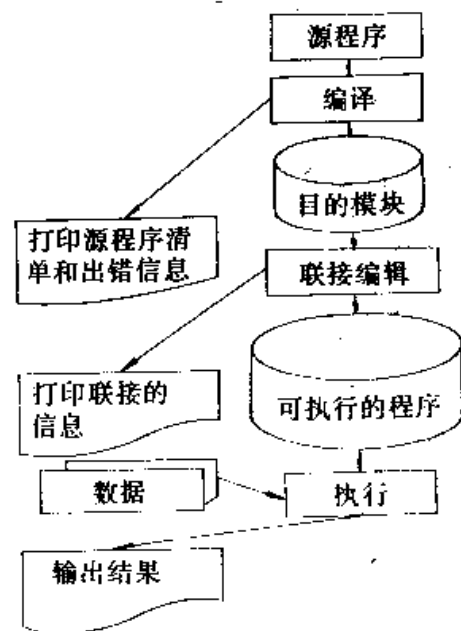 源程序
编译
目的模块
打印源程序清
单和出错信息
联接编辑
打印联接的
信息
可执行的程序
数据
执行
输出结果